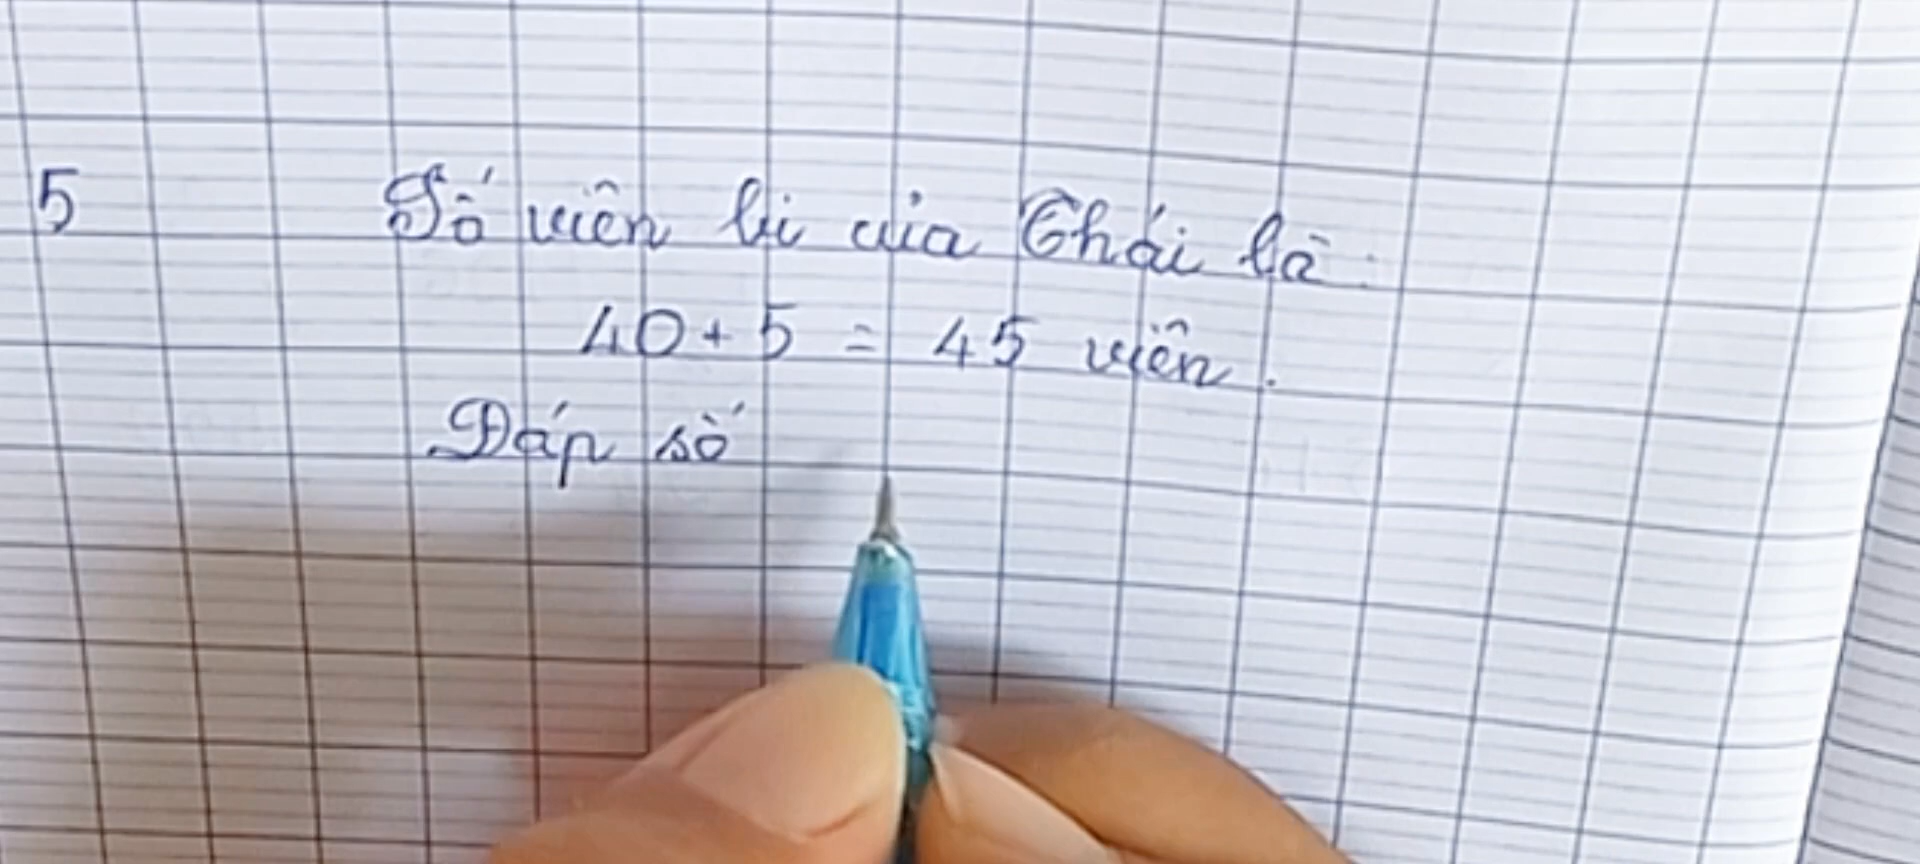 5 Số viên bi của Thái là:
40 + 5 = 45 viên.
Đáp số